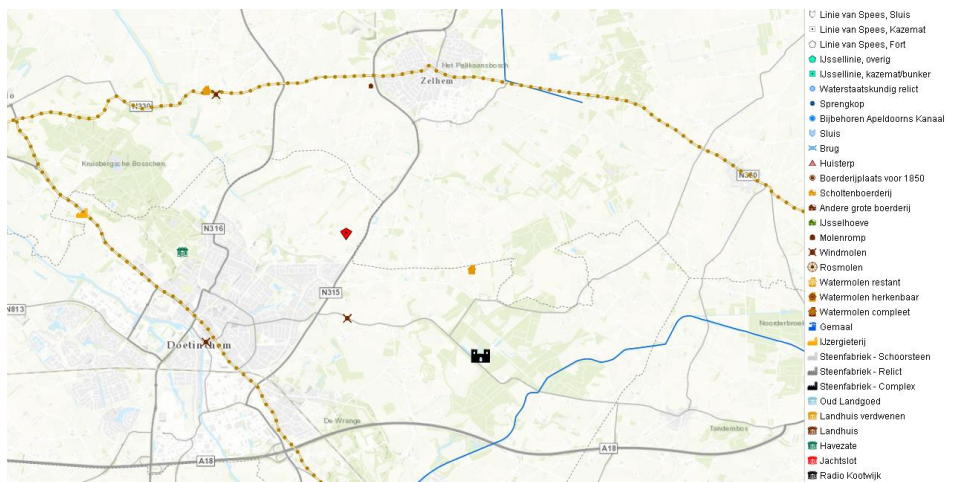 Het Pelikaansbosch
Zelhem
N330
Kruisbergsche Bosschen
N330
N316
N315
N813
Noorderbroek
Doetinchem
De Wrange
Tandembos
A18
A18
Linie van Spees, Sluis
Linie van Spees, Kazemat
Linie van Spees, Fort
IJssellinie, overig
IJssellinie, kazemat/bunker
Waterstaatskundig relict
Sprengkop
Bijbehoren Apeldoorns Kanaal
Sluis
Brug
Huisterp
Boerderijplaats voor 1850
Scholtenboerderij
Andere grote boerderij
IJsselhoeve
Molenromp
Windmolen
Rosmolen
Watermolen restant
Watermolen herkenbaar
Watermolen compleet
Gemaal
IJzergieterij
Steenfabriek - Schoorsteen
Steenfabriek - Relict
Steenfabriek - Complex
Oud Landgoed
Landhuis verdwenen
Landhuis
Havezate
Jachtslot
Radio Kootwijk